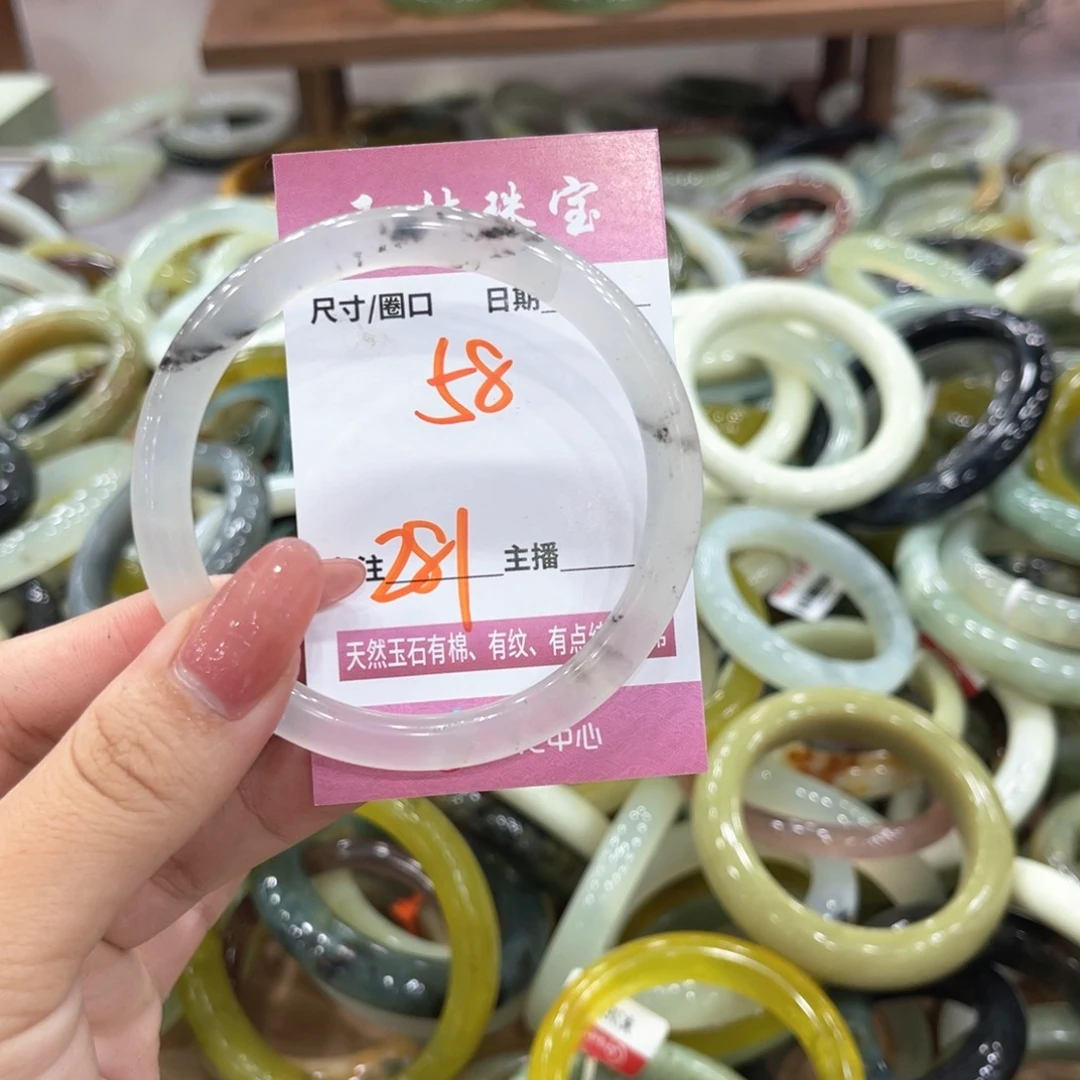 珠宝
尺寸/圈口 日期
58
注 182 主播
天然玉石有棉、有纹、有点
中心